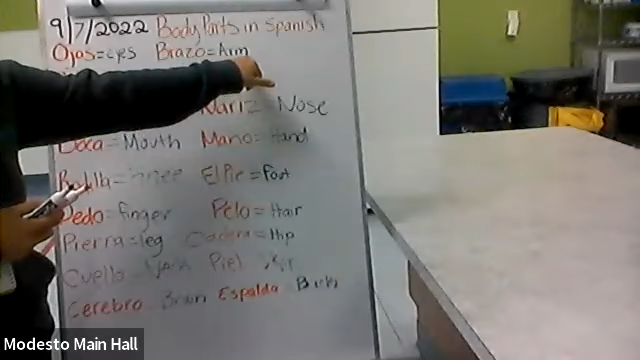 9/7/2022 Body Parts in Spanish
Ojos=eyes Brazo=Arm
Nariz Nose
Boca=Mouth Mano=Hand
Rodilla=Knee El Pie=Foot
Dedo=finger Pelo=Hair
Pierra=leg Cadera=Hip
Cuello Neck Piel
Cerebro Brain Espalda Back
Modesto Main Hall